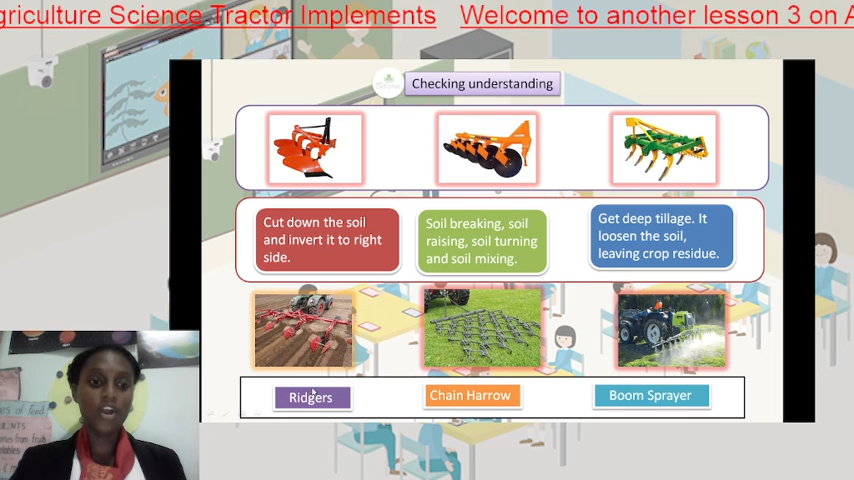 griculture Science Tractor Implements Welcome to another lesson 3 on A
Checking understanding
Cut down the soil
and invert it to right
side.
Soil breaking, soil
raising, soil turning
and soil mixing.
Get deep tillage. It
loosen the soil,
leaving crop residue.
Ridgers
Chain Harrow
Boom Sprayer